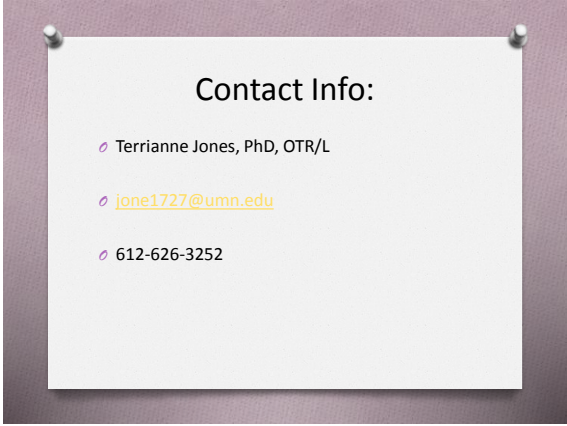 Contact Info:
Terrianne Jones, PhD, OTR/L
jone1727@umn.edu
612-626-3252